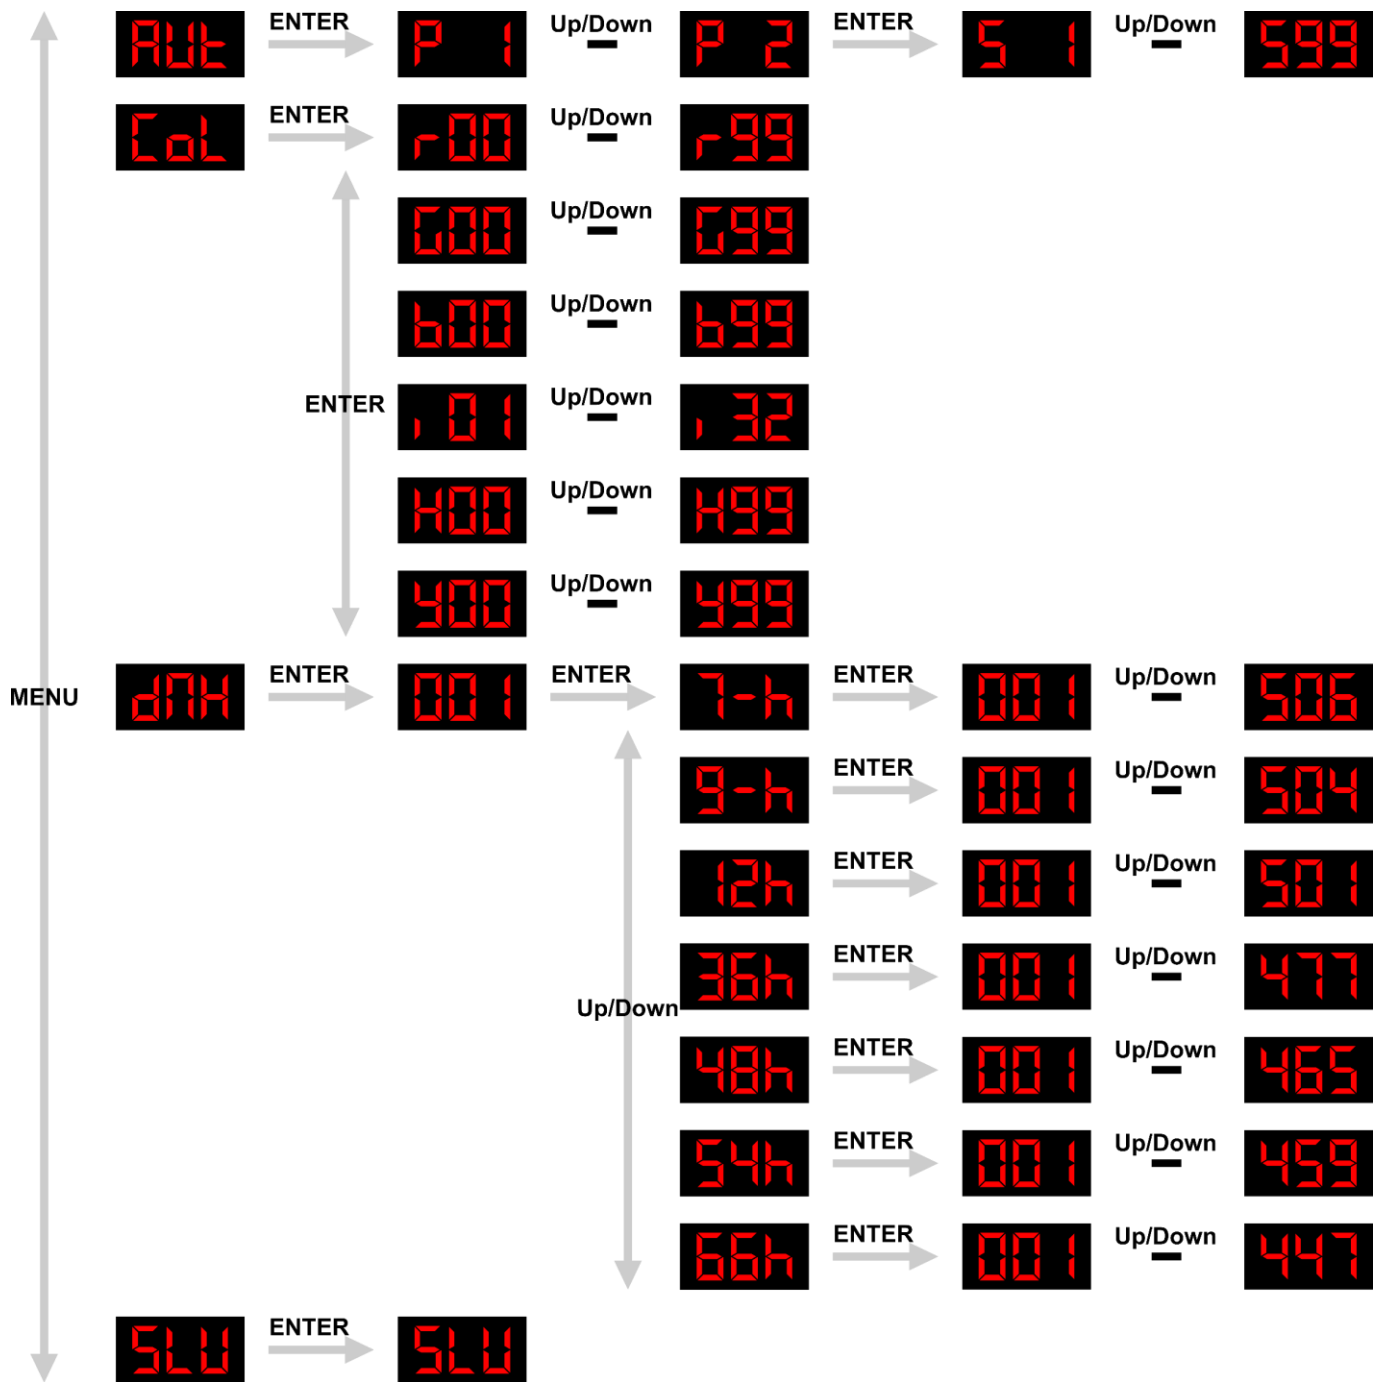 AUt ENTER P 1 Up/Down P 2 ENTER S 1 Up/Down S99
CoL ENTER r00 Up/Down r99
G00 Up/Down G99
b00 Up/Down b99
ENTER i01 Up/Down i32
H00 Up/Down H99
y00 Up/Down y99
MENU dMX ENTER 001 ENTER 7-h ENTER 001 Up/Down 506
9-h ENTER 001 Up/Down 504
12h ENTER 001 Up/Down 501
36h ENTER 001 Up/Down 477
Up/Down
48h ENTER 001 Up/Down 465
54h ENTER 001 Up/Down 459
66h ENTER 001 Up/Down 447
SLU ENTER SLU